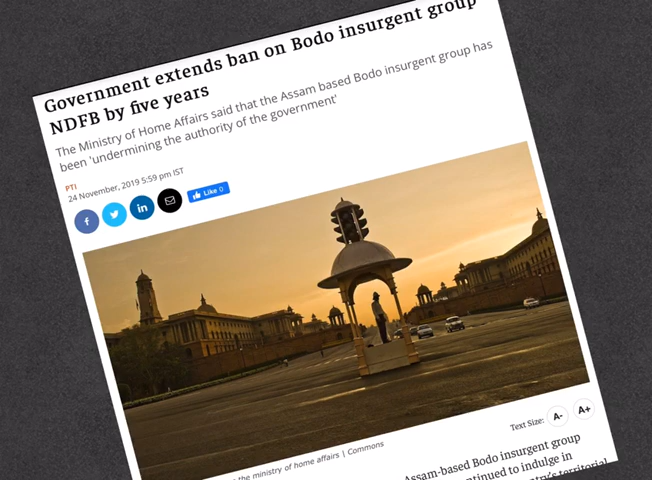 Government extends ban on Bodo insurgent group
NDFB by five years
The Ministry of Home Affairs said that the Assam based Bodo insurgent group has
been 'undermining the authority of the government'
PTI
24 November, 2019 5:59 pm IST
Like 0
the ministry of home affairs | Commons
Text Size: A- A+
Assam-based Bodo insurgent group
continued to indulge in
territorial